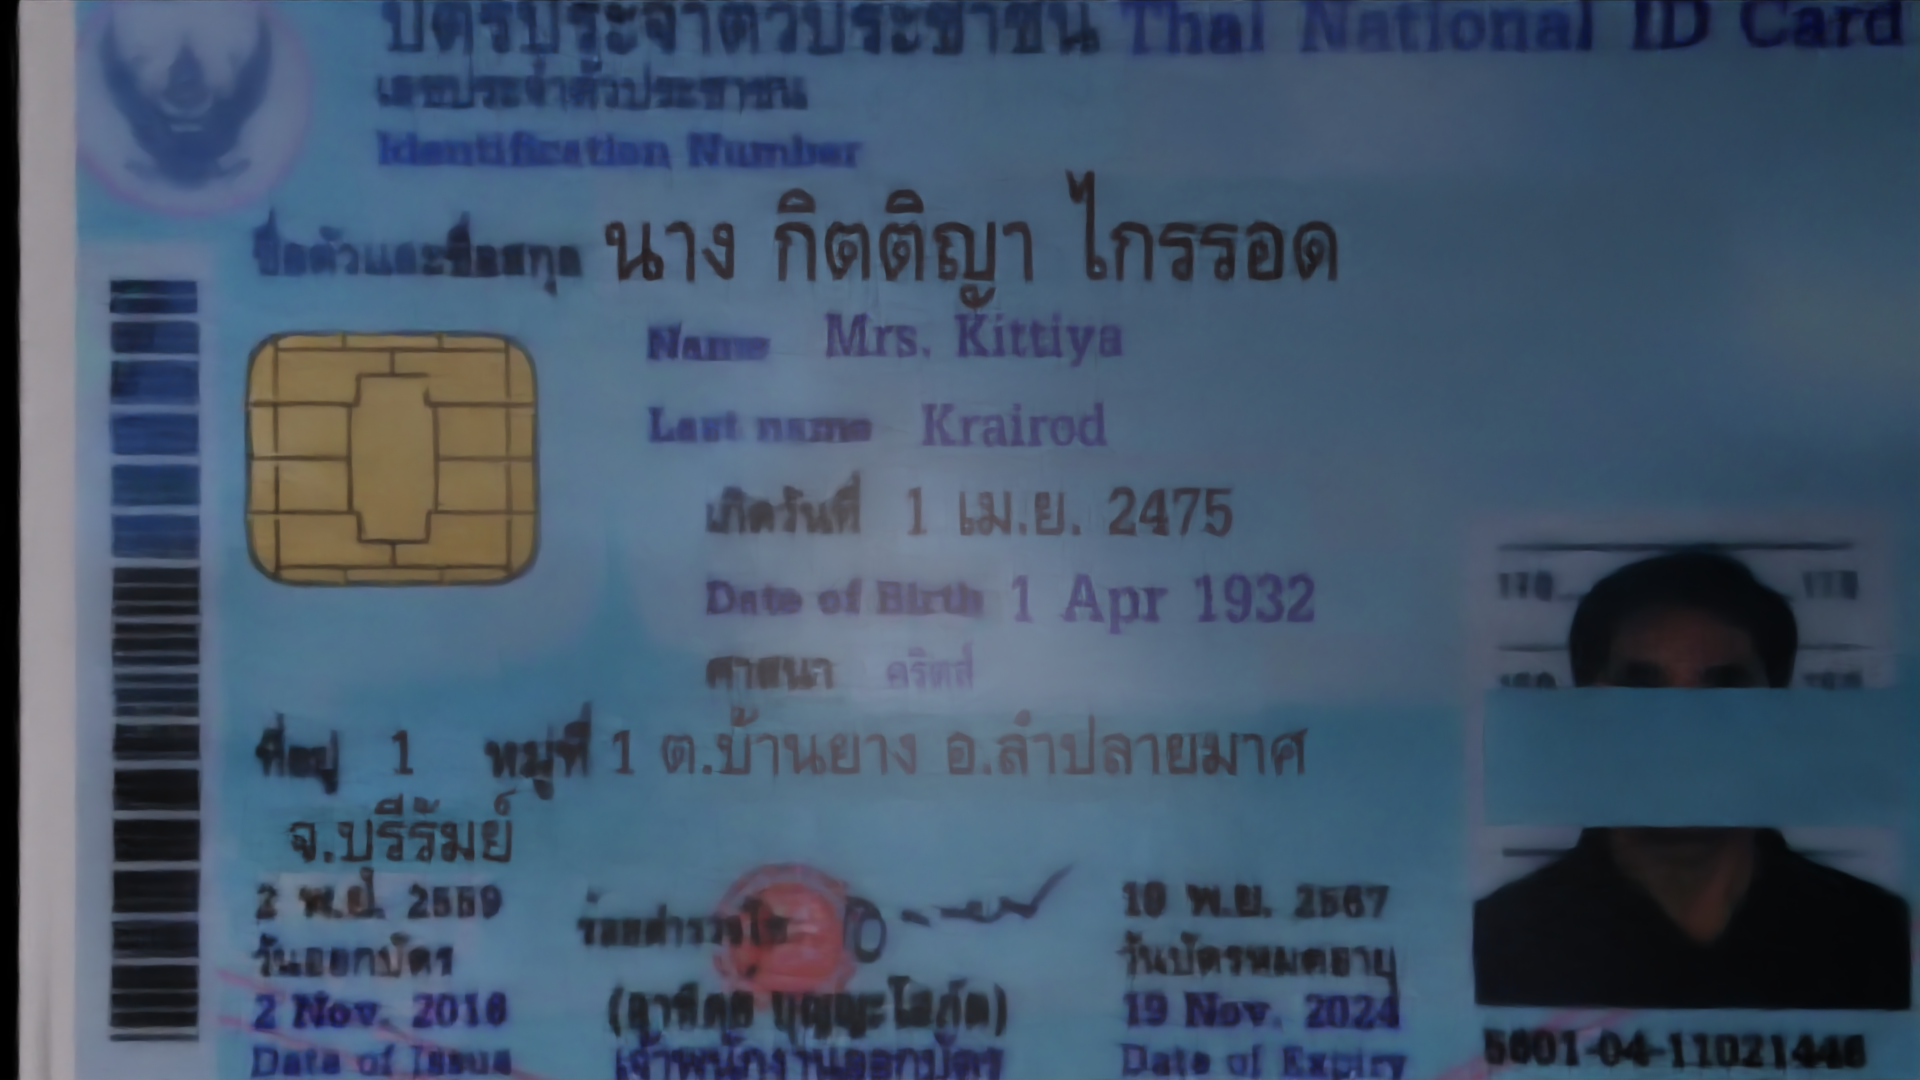 บัตรประจำตัวประชาชน Thai National ID Card
เลขประจำตัวประชาชน
Identification Number
ชื่อตัวและชื่อสกุล นาง กิตติญา ไกรรอด
Name Mrs. Kittiya
Last name Krairod
เกิดวันที่ 1 เม.ย. 2475
Date of Birth 1 Apr 1932
ศาสนา คริตส์
ที่อยู่ 1 หมู่ที่ 1 ต.บ้านยาง อ.ลำปลายมาศ
จ.บุรีรัมย์
2 พ.ย. 2559
วันออกบัตร
2 Nov. 2016
Date of Issue
เจ้าพนักงานออกบัตร
พ.ย. 2567
วันบัตรหมดอายุ
19 Nov. 2024
Date of Expiry